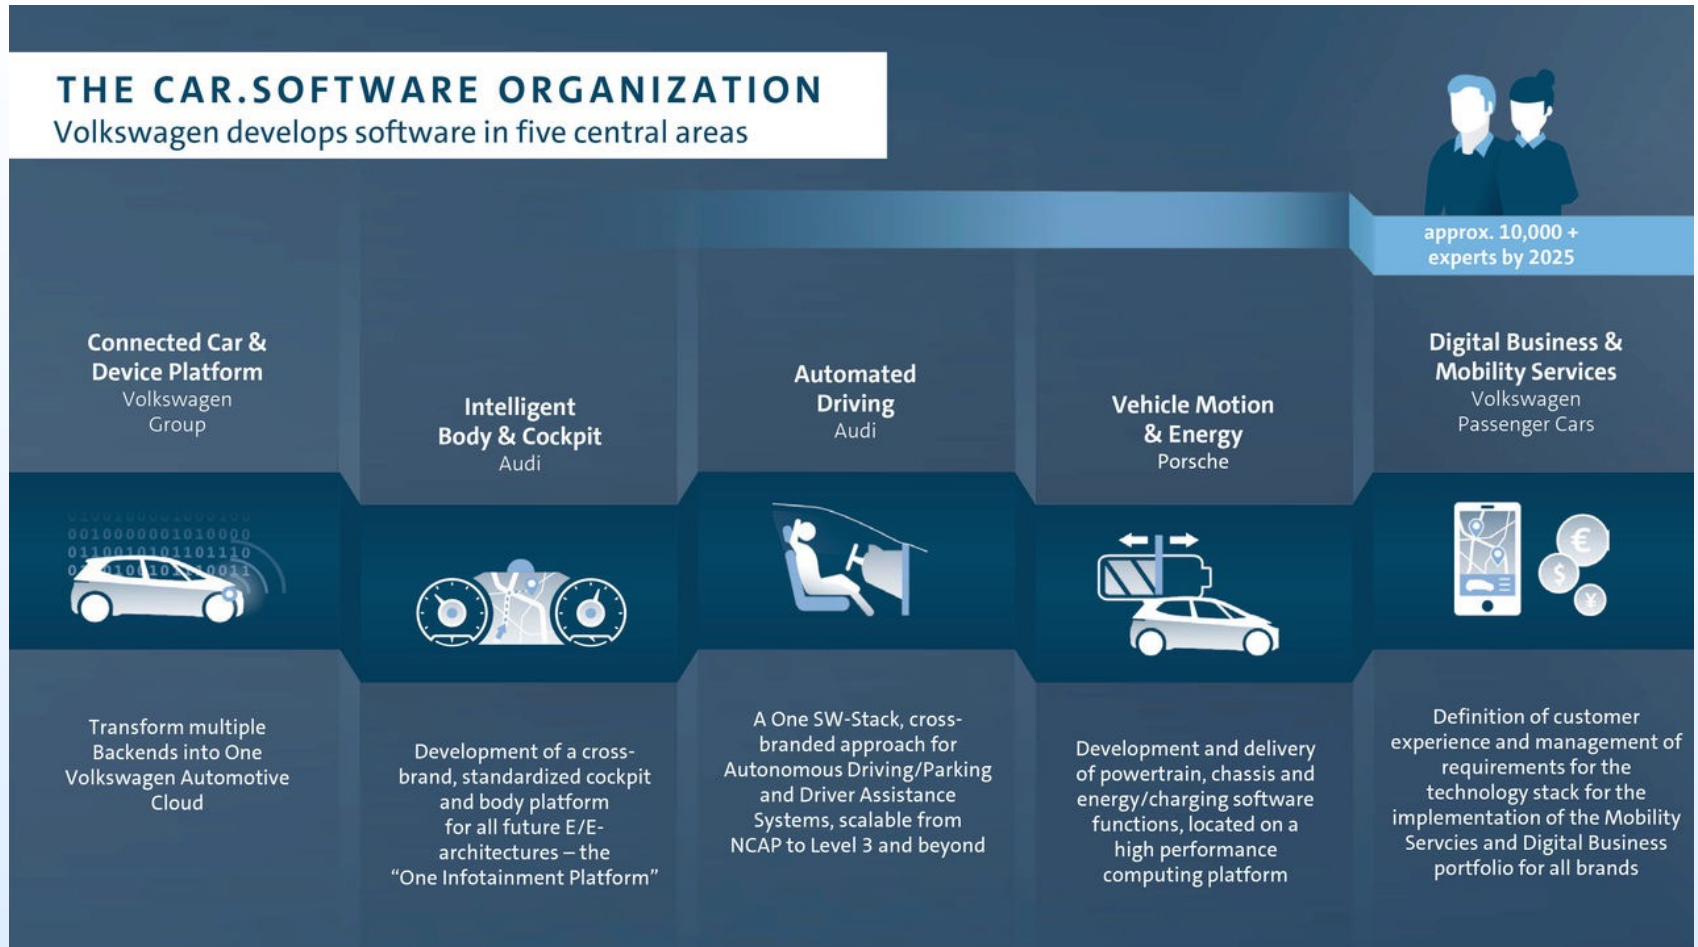 THE CAR.SOFTWARE ORGANIZATION
Volkswagen develops software in five central areas
approx. 10,000 +
experts by 2025
Connected Car &
Device Platform
Volkswagen
Group
Intelligent
Body & Cockpit
Audi
Automated
Driving
Audi
Vehicle Motion
& Energy
Porsche
Digital Business &
Mobility Services
Volkswagen
Passenger Cars
0010000001010000
0110010101101110
€
$
¥
Transform multiple
Backends into One
Volkswagen Automotive
Cloud
Development of a cross-
brand, standardized cockpit
and body platform
for all future E/E-
architectures – the
“One Infotainment Platform”
A One SW-Stack, cross-
branded approach for
Autonomous Driving/Parking
and Driver Assistance
Systems, scalable from
NCAP to Level 3 and beyond
Development and delivery
of powertrain, chassis and
energy/charging software
functions, located on a
high performance
computing platform
Definition of customer
experience and management of
requirements for the
technology stack for the
implementation of the Mobility
Servcies and Digital Business
portfolio for all brands